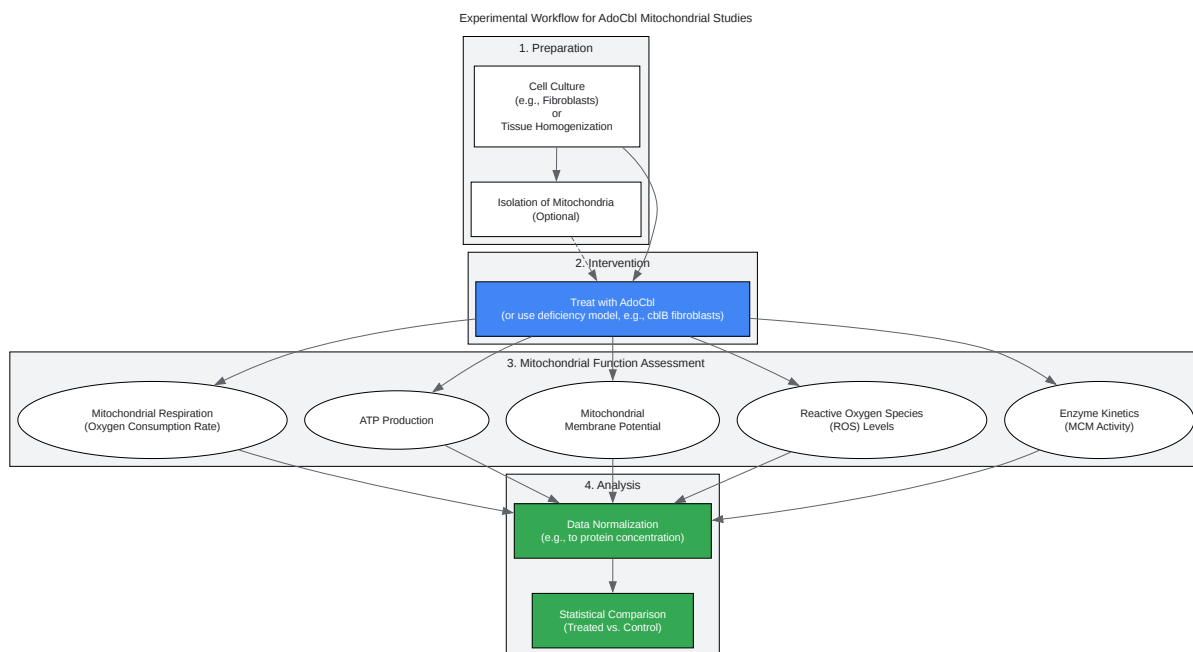 Experimental Workflow for AdoCbl Mitochondrial Studies
1. Preparation
Cell Culture
(e.g., Fibroblasts)
or
Tissue Homogenization
Isolation of Mitochondria
(Optional)
2. Intervention
Treat with AdoCbl
(or use deficiency model, e.g., cblB fibroblasts)
3. Mitochondrial Function Assessment
Mitochondrial Respiration
(Oxygen Consumption Rate)
ATP Production
Mitochondrial
Membrane Potential
Reactive Oxygen Species
(ROS) Levels
Enzyme Kinetics
(MCM Activity)
4. Analysis
Data Normalization
(e.g., to protein concentration)
Statistical Comparison
(Treated vs. Control)